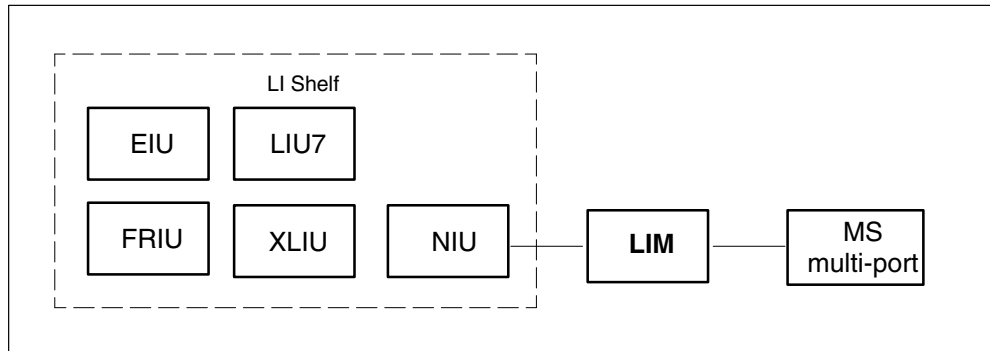 LI Shelf
EIU
LIU7
FRIU
XLIU
NIU
LIM
MS
multi-port